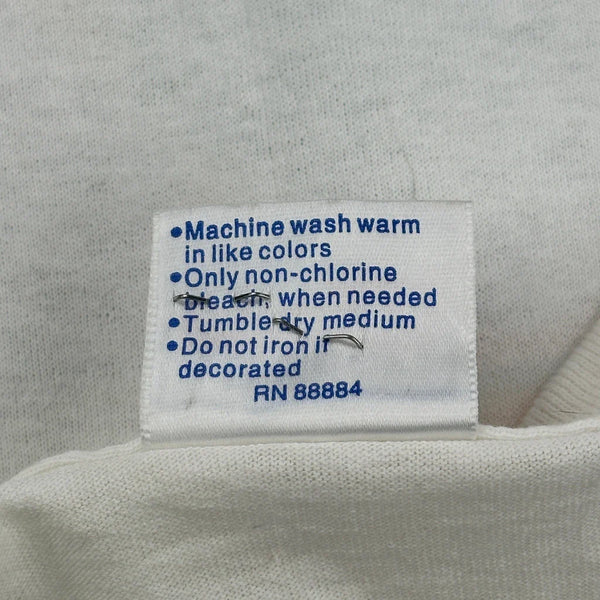 •Machine wash warm
in like colors
•Only non-chlorine
bleach, when needed
•Tumble dry medium
•Do not iron if
decorated
RN 88884